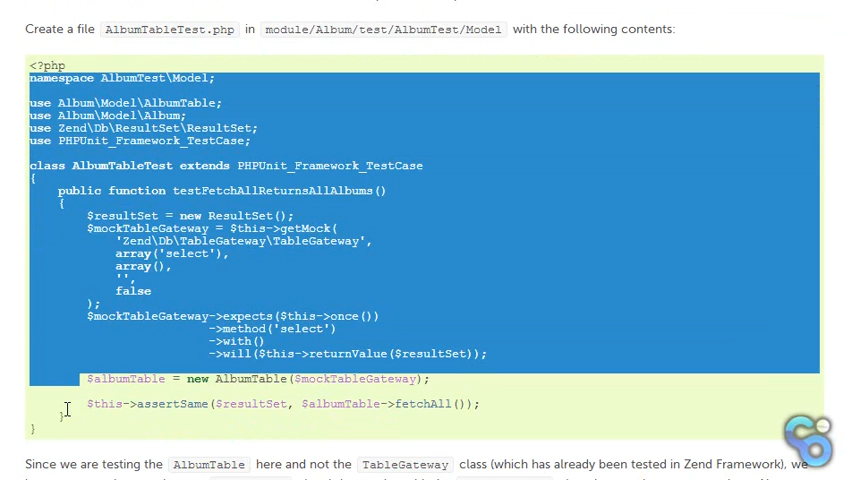 Create a file AlbumTableTest.php in module/Album/test/AlbumTest/Model with the following contents:
<?php
namespace AlbumTest\Model;
use Album\Model\AlbumTable;
use Album\Model\Album;
use Zend\Db\ResultSet\ResultSet;
use PHPUnit_Framework_TestCase;
class AlbumTableTest extends PHPUnit_Framework_TestCase
{
public function testFetchAllReturnsAllAlbums()
{
$resultSet = new ResultSet();
$mockTableGateway = $this->getMock(
'Zend\Db\TableGateway\TableGateway',
array('select'),
array(),
'',
false
);
$mockTableGateway->expects($this->once())
->method('select')
->with()
->will($this->returnValue($resultSet));
$albumTable = new AlbumTable($mockTableGateway);
$this->assertSame($resultSet, $albumTable->fetchAll());
}
}
Since we are testing the AlbumTable here and not the TableGateway class (which has already been tested in Zend Framework), we